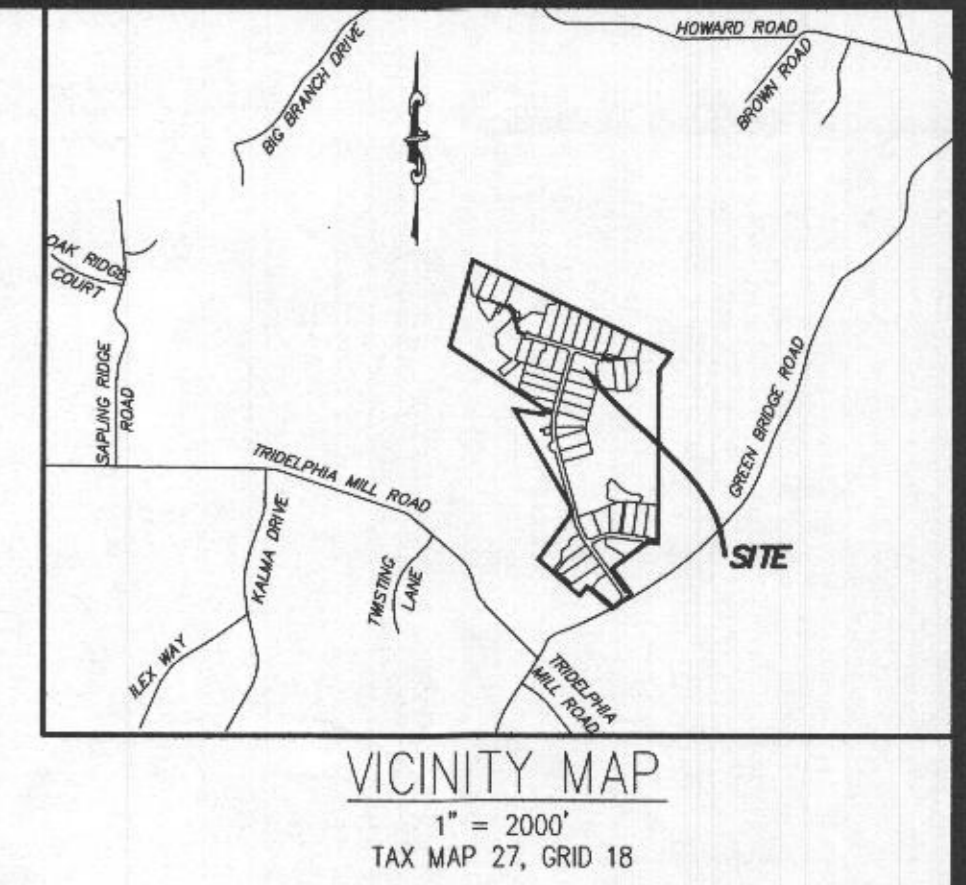 HOWARD ROAD
BROWN ROAD
BIG BRANCH DRIVE
OAK RIDGE
COURT
SAPLING RIDGE
ROAD
GREEN BRIDGE ROAD
TRIDELPHIA MILL ROAD
KALMA DRIVE
TWISTING
LANE
SITE
ILEX WAY
TRIDELPHIA
MILL ROAD
VICINITY MAP
1" = 2000'
TAX MAP 27, GRID 18